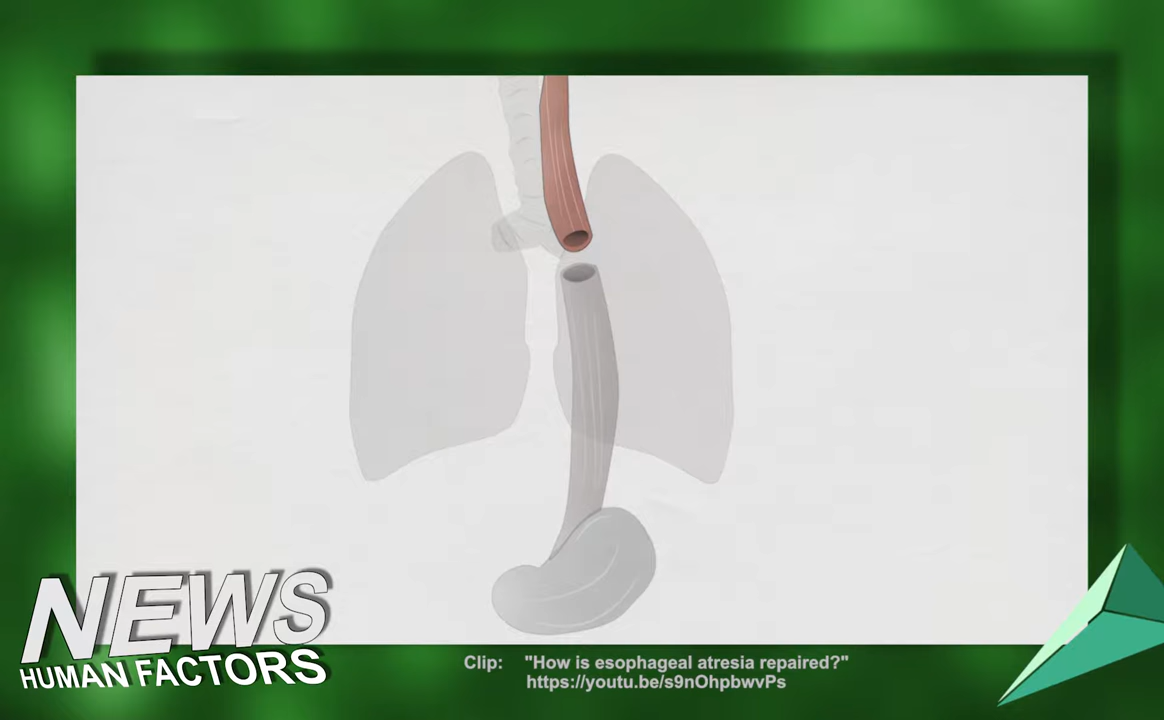 NEWS
HUMAN FACTORS
Clip: "How is esophageal atresia repaired?"
https://youtu.be/s9nOhpbwvPs